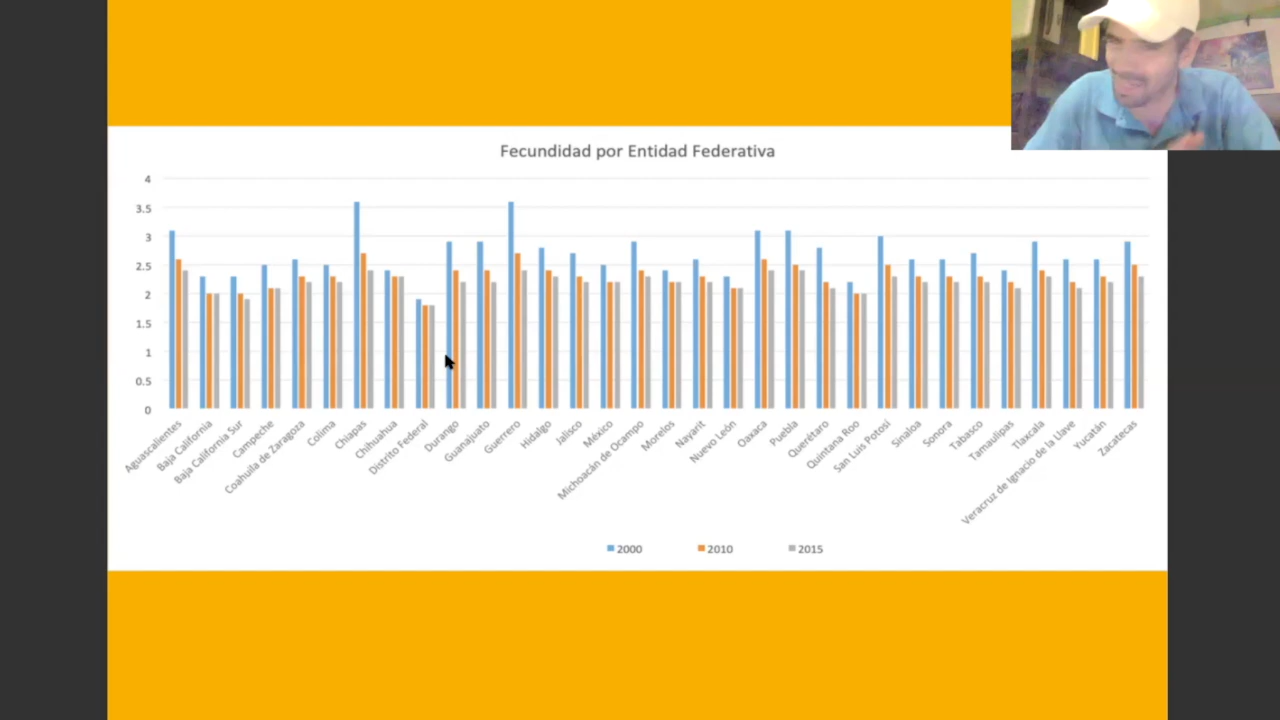 Fecundidad por Entidad Federativa
4
3.5
3
2.5
2
1.5
1
0.5
0
Aguascalientes
Baja California
Baja California Sur
Campeche
Coahuila de Zaragoza
Colima
Chiapas
Chihuahua
Distrito Federal
Durango
Guanajuato
Guerrero
Hidalgo
Jalisco
México
Michoacán de Ocampo
Morelos
Nayarit
Nuevo León
Oaxaca
Puebla
Querétaro
Quintana Roo
San Luis Potosí
Sinaloa
Sonora
Tabasco
Tamaulipas
Tlaxcala
Veracruz de Ignacio de la Llave
Yucatán
Zacatecas
2000 2010 2015